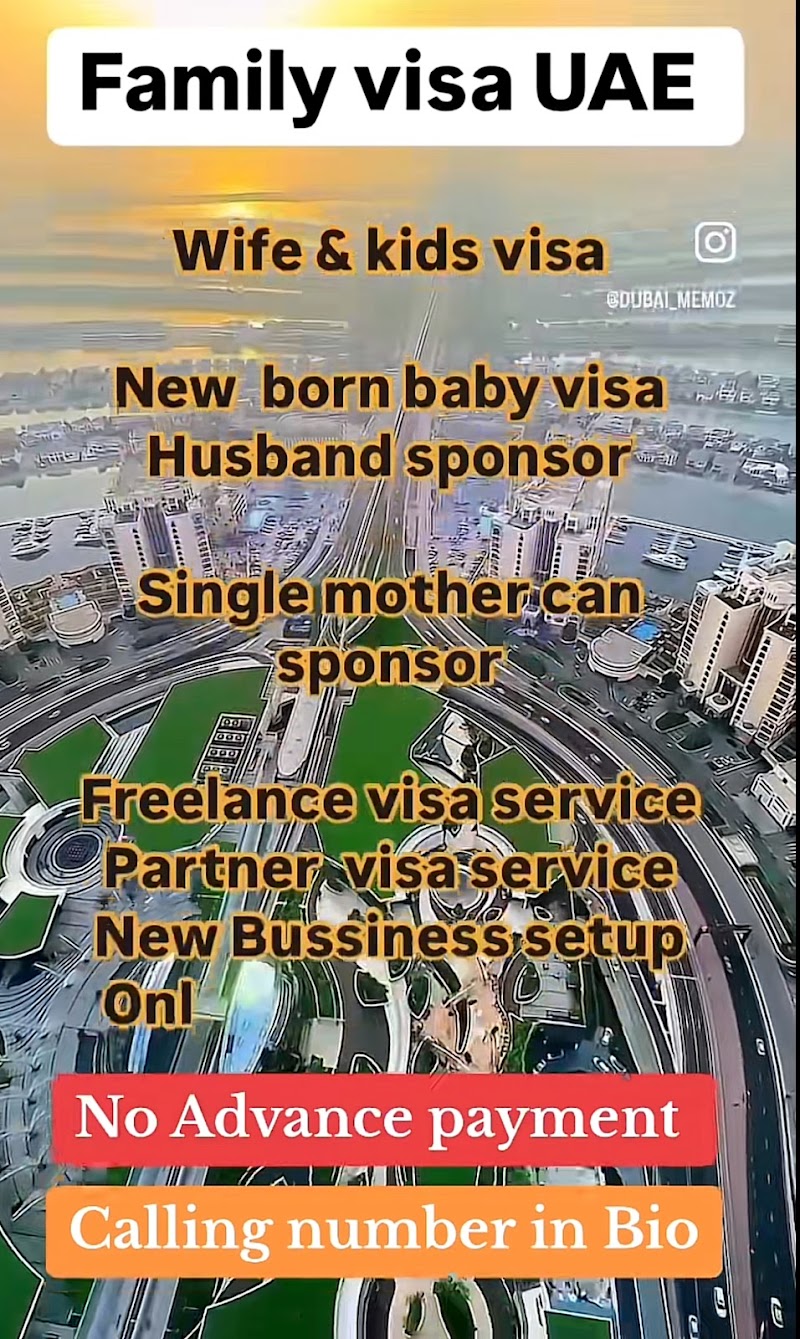 Family visa UAE
Wife & kids visa
@DUBAI_MEMOZ
New born baby visa
Husband sponsor
Single mother can
sponsor
Freelance visa service
Partner visa service
New Bussiness setup
Onl
No Advance payment
Calling number in Bio